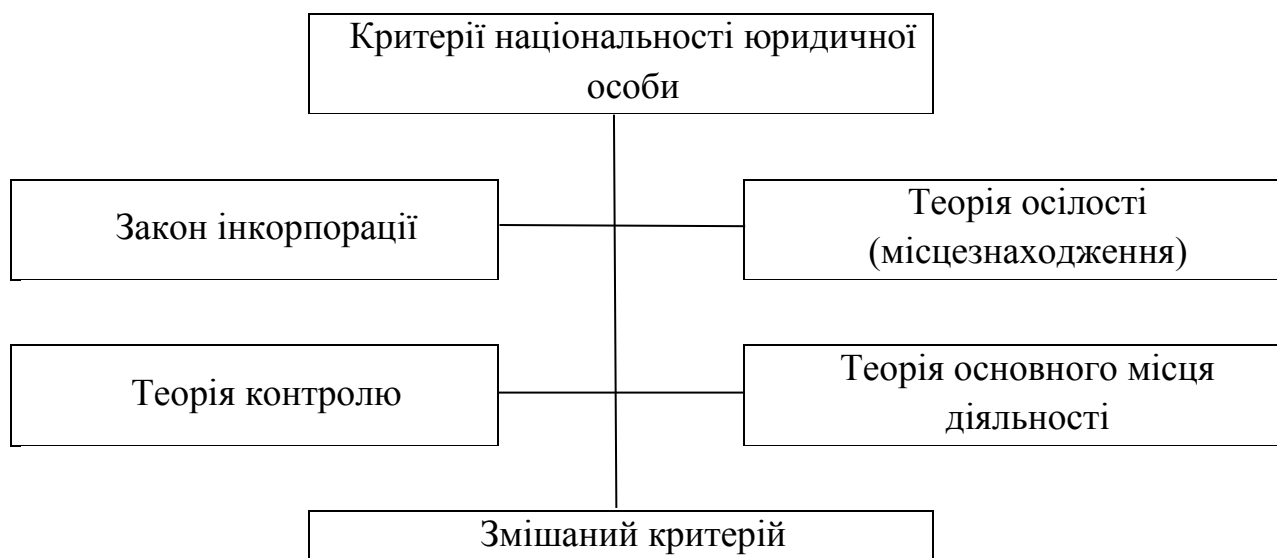 Критерії національності юридичної
особи
Закон інкорпорації
Теорія осілості
(місцезнаходження)
Теорія контролю
Теорія основного місця
діяльності
Змішаний критерій